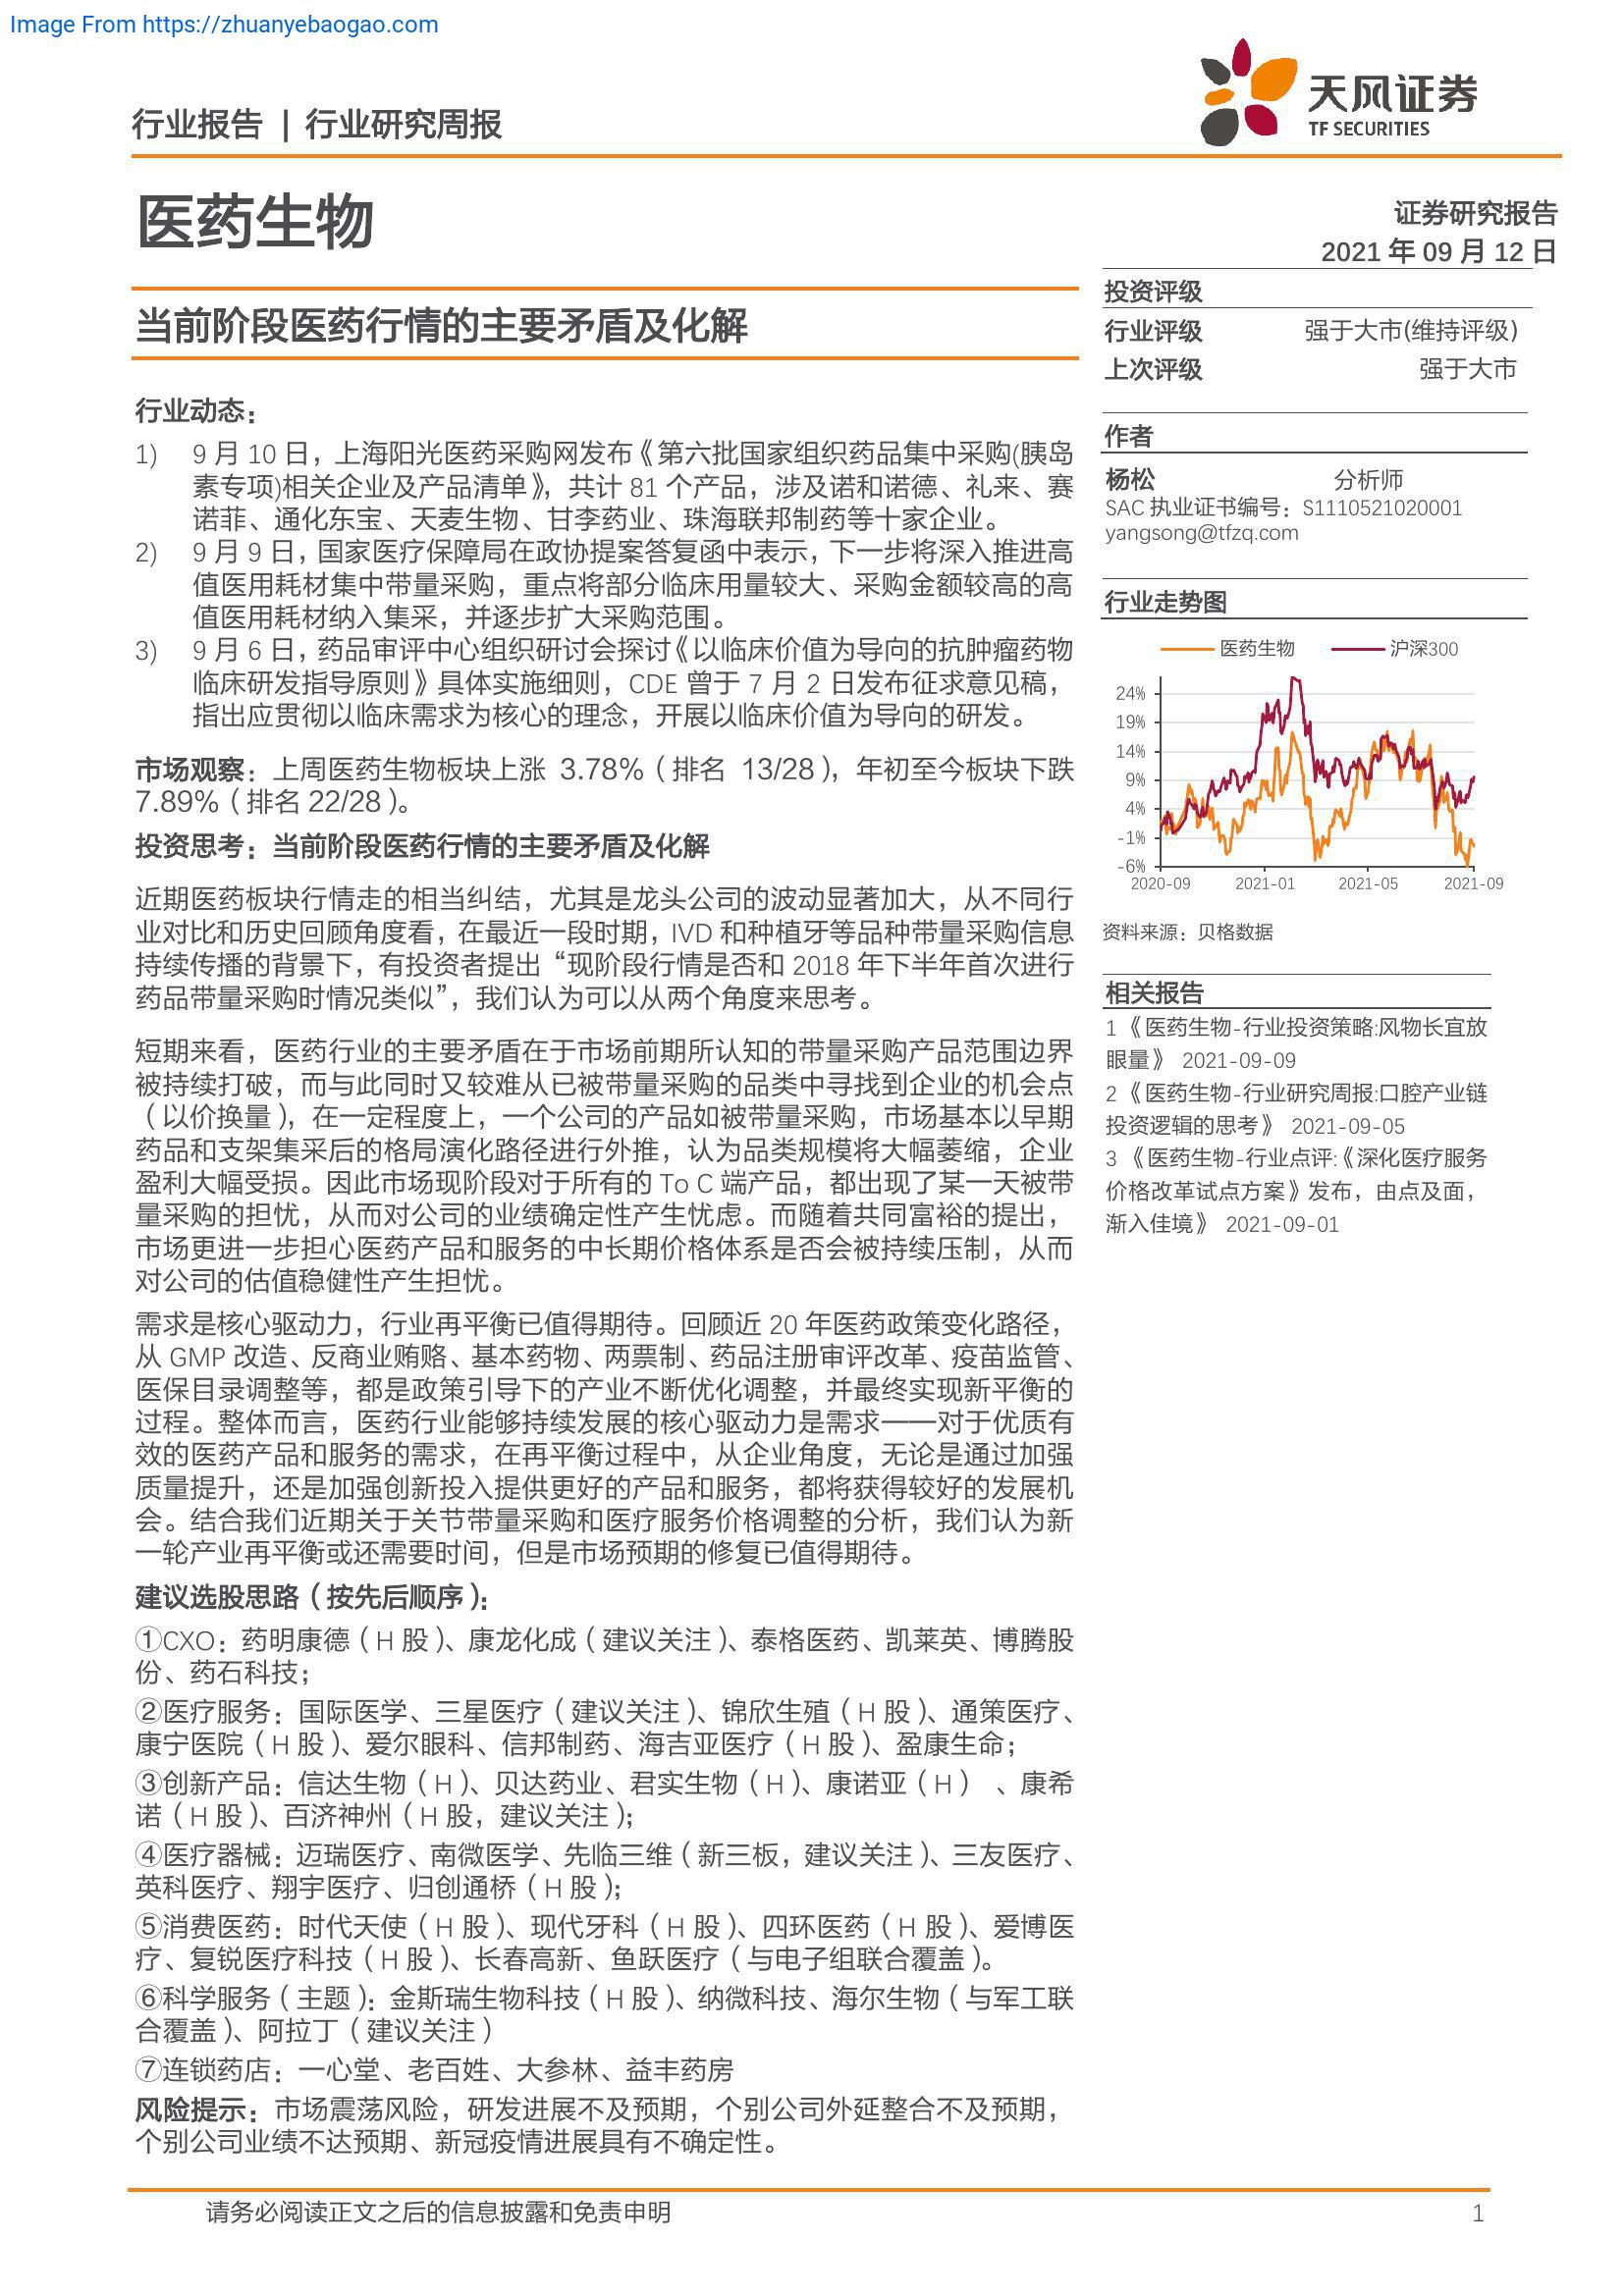 Image From https://zhuanyebaogao.com
天风证券
TF SECURITIES
行业报告 | 行业研究周报
医药生物
证券研究报告
2021 年 09 月 12 日
当前阶段医药行情的主要矛盾及化解
行业动态：
1) 9 月 10 日，上海阳光医药采购网发布《第六批国家组织药品集中采购(胰岛
素专项)相关企业及产品清单》，共计 81 个产品，涉及诺和诺德、礼来、赛
诺菲、通化东宝、天麦生物、甘李药业、珠海联邦制药等十家企业。
2) 9 月 9 日，国家医疗保障局在政协提案答复函中表示，下一步将深入推进高
值医用耗材集中带量采购，重点将部分临床用量较大、采购金额较高的高
值医用耗材纳入集采，并逐步扩大采购范围。
3) 9 月 6 日，药品审评中心组织研讨会探讨《以临床价值为导向的抗肿瘤药物
临床研发指导原则》具体实施细则，CDE 曾于 7 月 2 日发布征求意见稿，
指出应贯彻以临床需求为核心的理念，开展以临床价值为导向的研发。
市场观察：上周医药生物板块上涨 3.78%（排名 13/28），年初至今板块下跌
7.89%（排名 22/28）。
投资思考：当前阶段医药行情的主要矛盾及化解
近期医药板块行情走的相当纠结，尤其是龙头公司的波动显著加大，从不同行
业对比和历史回顾角度看，在最近一段时期，IVD 和种植牙等品种带量采购信息
持续传播的背景下，有投资者提出“现阶段行情是否和 2018 年下半年首次进行
药品带量采购时情况类似”，我们认为可以从两个角度来思考。
短期来看，医药行业的主要矛盾在于市场前期所认知的带量采购产品范围边界
被持续打破，而与此同时又较难从已被带量采购的品类中寻找到企业的机会点
（以价换量），在一定程度上，一个公司的产品如被带量采购，市场基本以早期
药品和支架集采后的格局演化路径进行外推，认为品类规模将大幅萎缩，企业
盈利大幅受损。因此市场现阶段对于所有的 To C 端产品，都出现了某一天被带
量采购的担忧，从而对公司的业绩确定性产生忧虑。而随着共同富裕的提出，
市场更进一步担心医药产品和服务的中长期价格体系是否会被持续压制，从而
对公司的估值稳健性产生担忧。
需求是核心驱动力，行业再平衡已值得期待。回顾近 20 年医药政策变化路径，
从 GMP 改造、反商业贿赂、基本药物、两票制、药品注册审评改革、疫苗监管、
医保目录调整等，都是政策引导下的产业不断优化调整，并最终实现新平衡的
过程。整体而言，医药行业能够持续发展的核心驱动力是需求——对于优质有
效的医药产品和服务的需求，在再平衡过程中，从企业角度，无论是通过加强
质量提升，还是加强创新投入提供更好的产品和服务，都将获得较好的发展机
会。结合我们近期关于关节带量采购和医疗服务价格调整的分析，我们认为新
一轮产业再平衡或还需要时间，但是市场预期的修复已值得期待。
建议选股思路（按先后顺序）：
①CXO：药明康德（H 股）、康龙化成（建议关注）、泰格医药、凯莱英、博腾股
份、药石科技；
②医疗服务：国际医学、三星医疗（建议关注）、锦欣生殖（H 股）、通策医疗、
康宁医院（H 股）、爱尔眼科、信邦制药、海吉亚医疗（H 股）、盈康生命；
③创新产品：信达生物（H）、贝达药业、君实生物（H）、康诺亚（H） 、康希
诺（H 股）、百济神州（H 股，建议关注）；
④医疗器械：迈瑞医疗、南微医学、先临三维（新三板，建议关注）、三友医疗、
英科医疗、翔宇医疗、归创通桥（H 股）；
⑤消费医药：时代天使（H 股）、现代牙科（H 股）、四环医药（H 股）、爱博医
疗、复锐医疗科技（H 股）、长春高新、鱼跃医疗（与电子组联合覆盖）。
⑥科学服务（主题）：金斯瑞生物科技（H 股）、纳微科技、海尔生物（与军工联
合覆盖）、阿拉丁（建议关注）
⑦连锁药店：一心堂、老百姓、大参林、益丰药房
风险提示：市场震荡风险，研发进展不及预期，个别公司外延整合不及预期，
个别公司业绩不达预期、新冠疫情进展具有不确定性。
投资评级
行业评级 强于大市(维持评级)
上次评级 强于大市
作者
杨松 分析师
SAC 执业证书编号：S1110521020001
yangsong@tfzq.com
行业走势图
医药生物 沪深300
24%
19%
14%
9%
4%
-1%
-6%
2020-09 2021-01 2021-05 2021-09
资料来源：贝格数据
相关报告
1 《医药生物-行业投资策略:风物长宜放
眼量》 2021-09-09
2 《医药生物-行业研究周报:口腔产业链
投资逻辑的思考》 2021-09-05
3 《医药生物-行业点评:《深化医疗服务
价格改革试点方案》发布，由点及面，
渐入佳境》 2021-09-01
请务必阅读正文之后的信息披露和免责申明 1